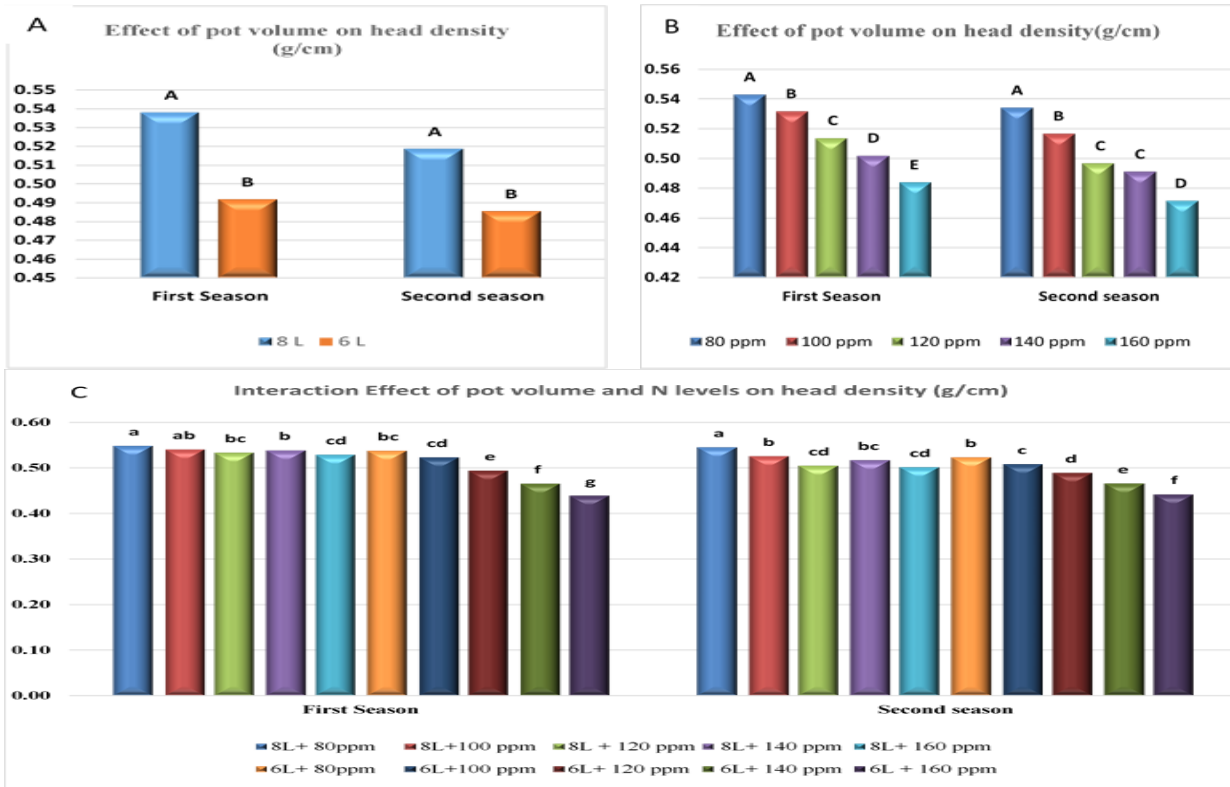 A
Effect of pot volume on head density
(g/cm)
0.55
0.54
0.53
0.52
0.51
0.50
0.49
0.48
0.47
0.46
0.45
A
B
A
B
First Season
Second season
8 L
6 L
B
Effect of pot volume on head density(g/cm)
0.56
0.54
0.52
0.50
0.48
0.46
0.44
0.42
A
B
C
D
E
A
B
C
C
D
First Season
Second season
80 ppm
100 ppm
120 ppm
140 ppm
160 ppm
C
Interaction Effect of pot volume and N levels on head density (g/cm)
0.60
0.50
0.40
0.30
0.20
0.10
0.00
a
ab
bc
b
cd
bc
cd
e
f
g
a
b
cd
bc
cd
b
c
d
e
f
First Season
Second season
8L+ 80ppm
8L+100 ppm
8L + 120 ppm
8L+ 140 ppm
8L+ 160 ppm
6L+ 80ppm
6L+100 ppm
6L+ 120 ppm
6L+ 140 ppm
6L + 160 ppm